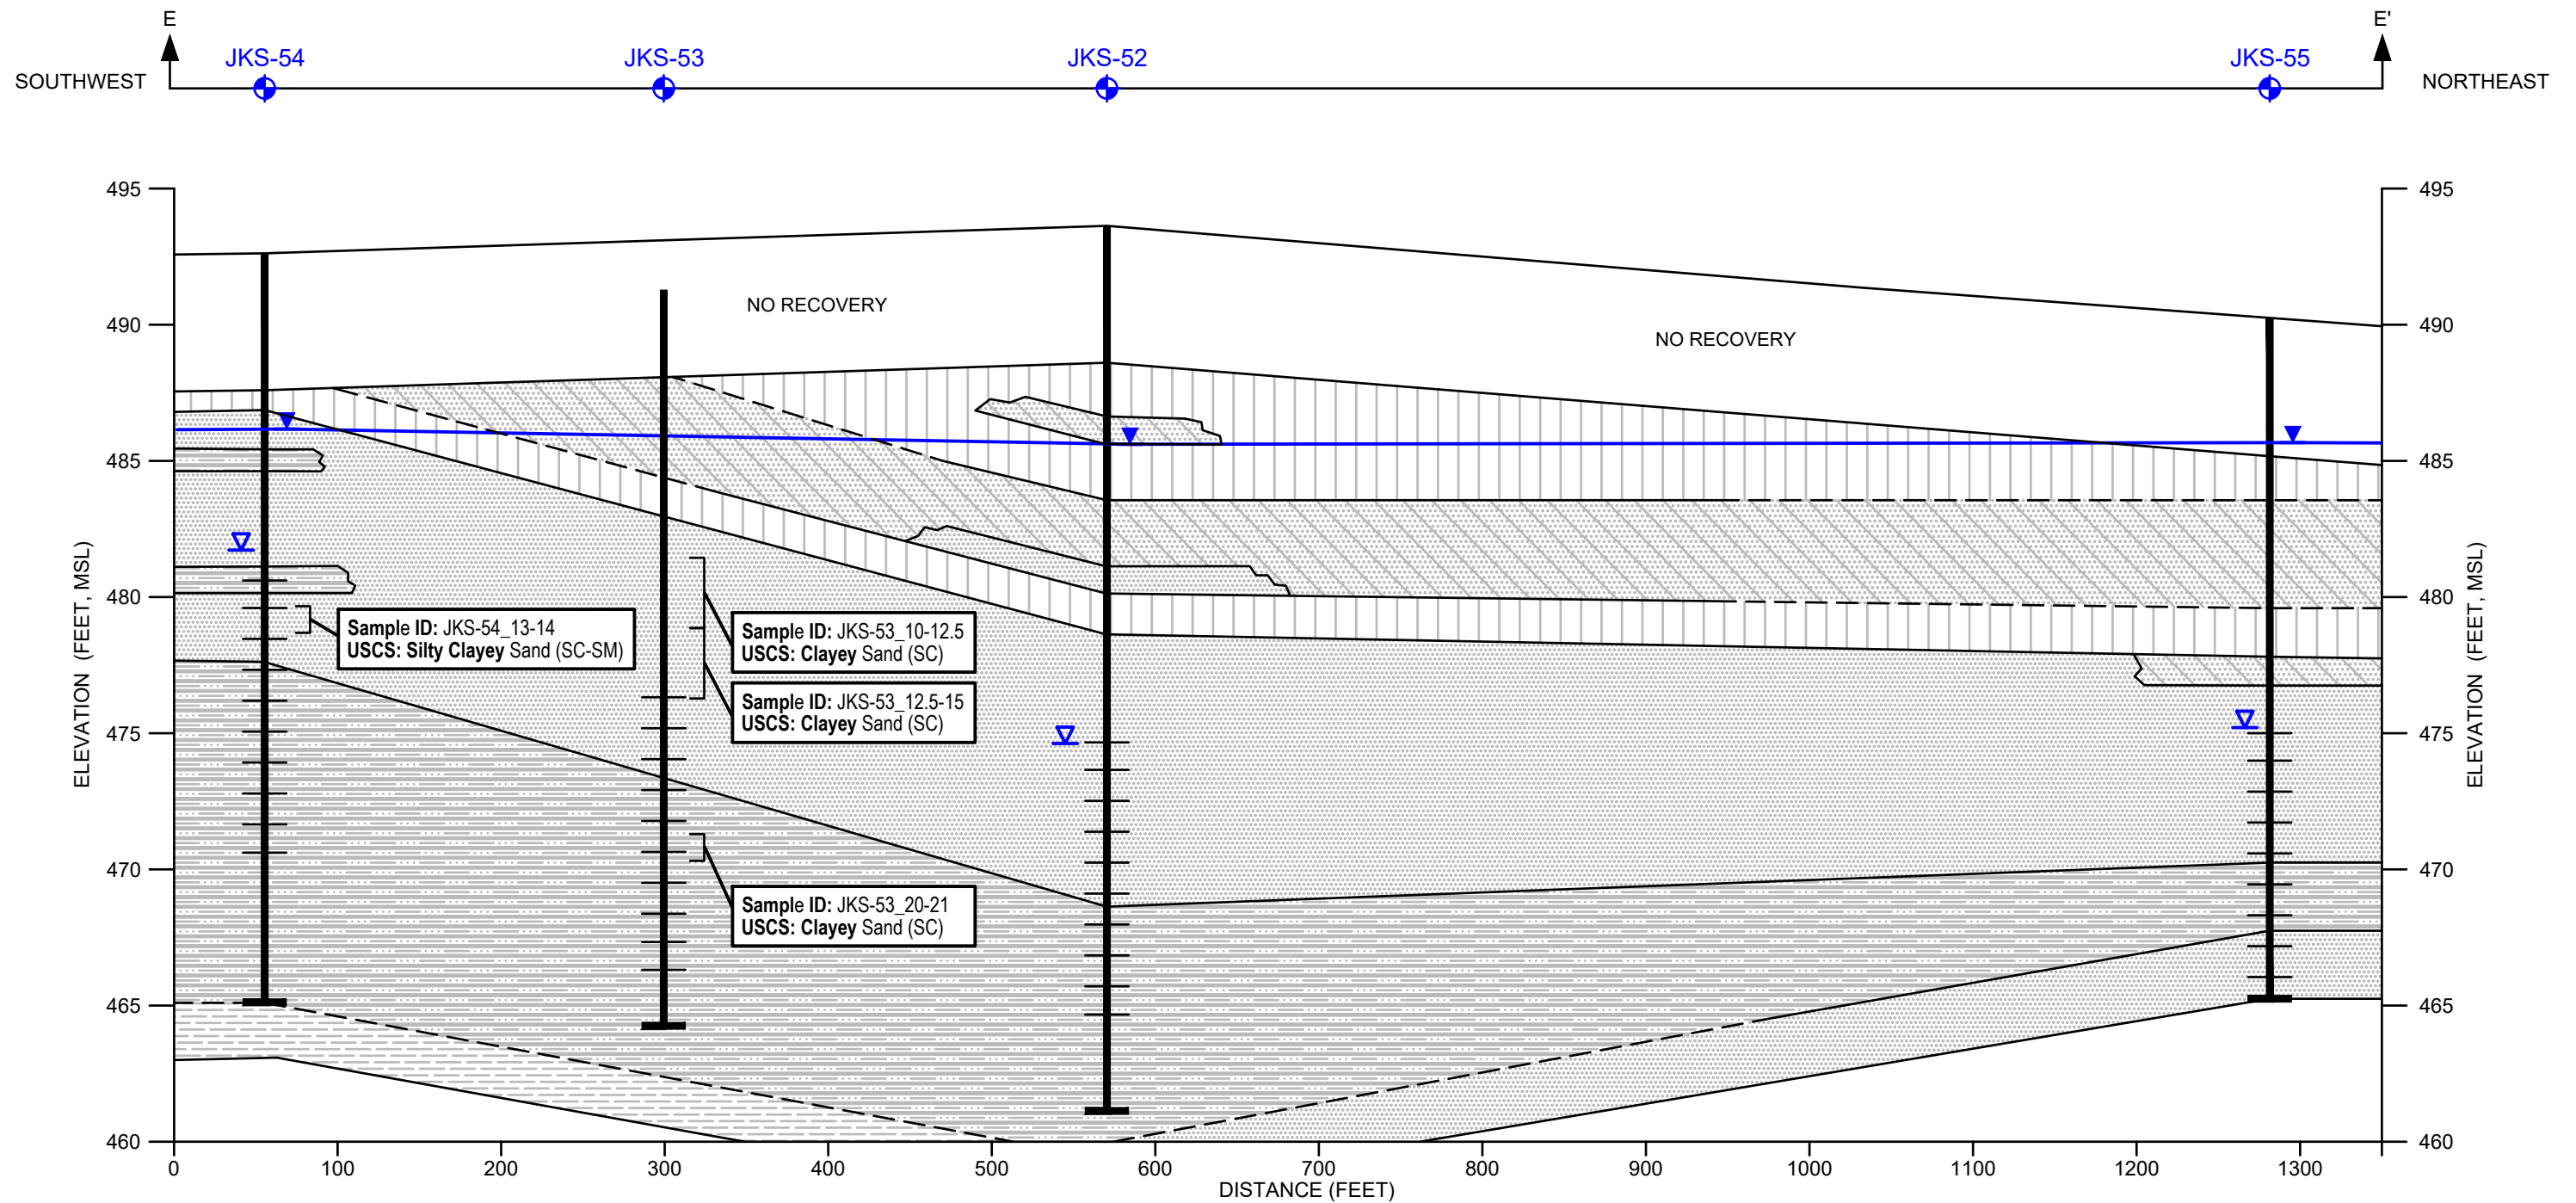 E
E'
JKS-54
JKS-53
JKS-52
JKS-55
SOUTHWEST
NORTHEAST
495
495
NO RECOVERY
490
490
NO RECOVERY
485
485
ELEVATION (FEET, MSL)
ELEVATION (FEET, MSL)
480
480
Sample ID: JKS-54_13-14
USCS: Silty Clayey Sand (SC-SM)
Sample ID: JKS-53_10-12.5
USCS: Clayey Sand (SC)
Sample ID: JKS-53_12.5-15
USCS: Clayey Sand (SC)
475
475
470
470
Sample ID: JKS-53_20-21
USCS: Clayey Sand (SC)
465
465
460
460
0 100 200 300 400 500 600 700 800 900 1000 1100 1200 1300
DISTANCE (FEET)